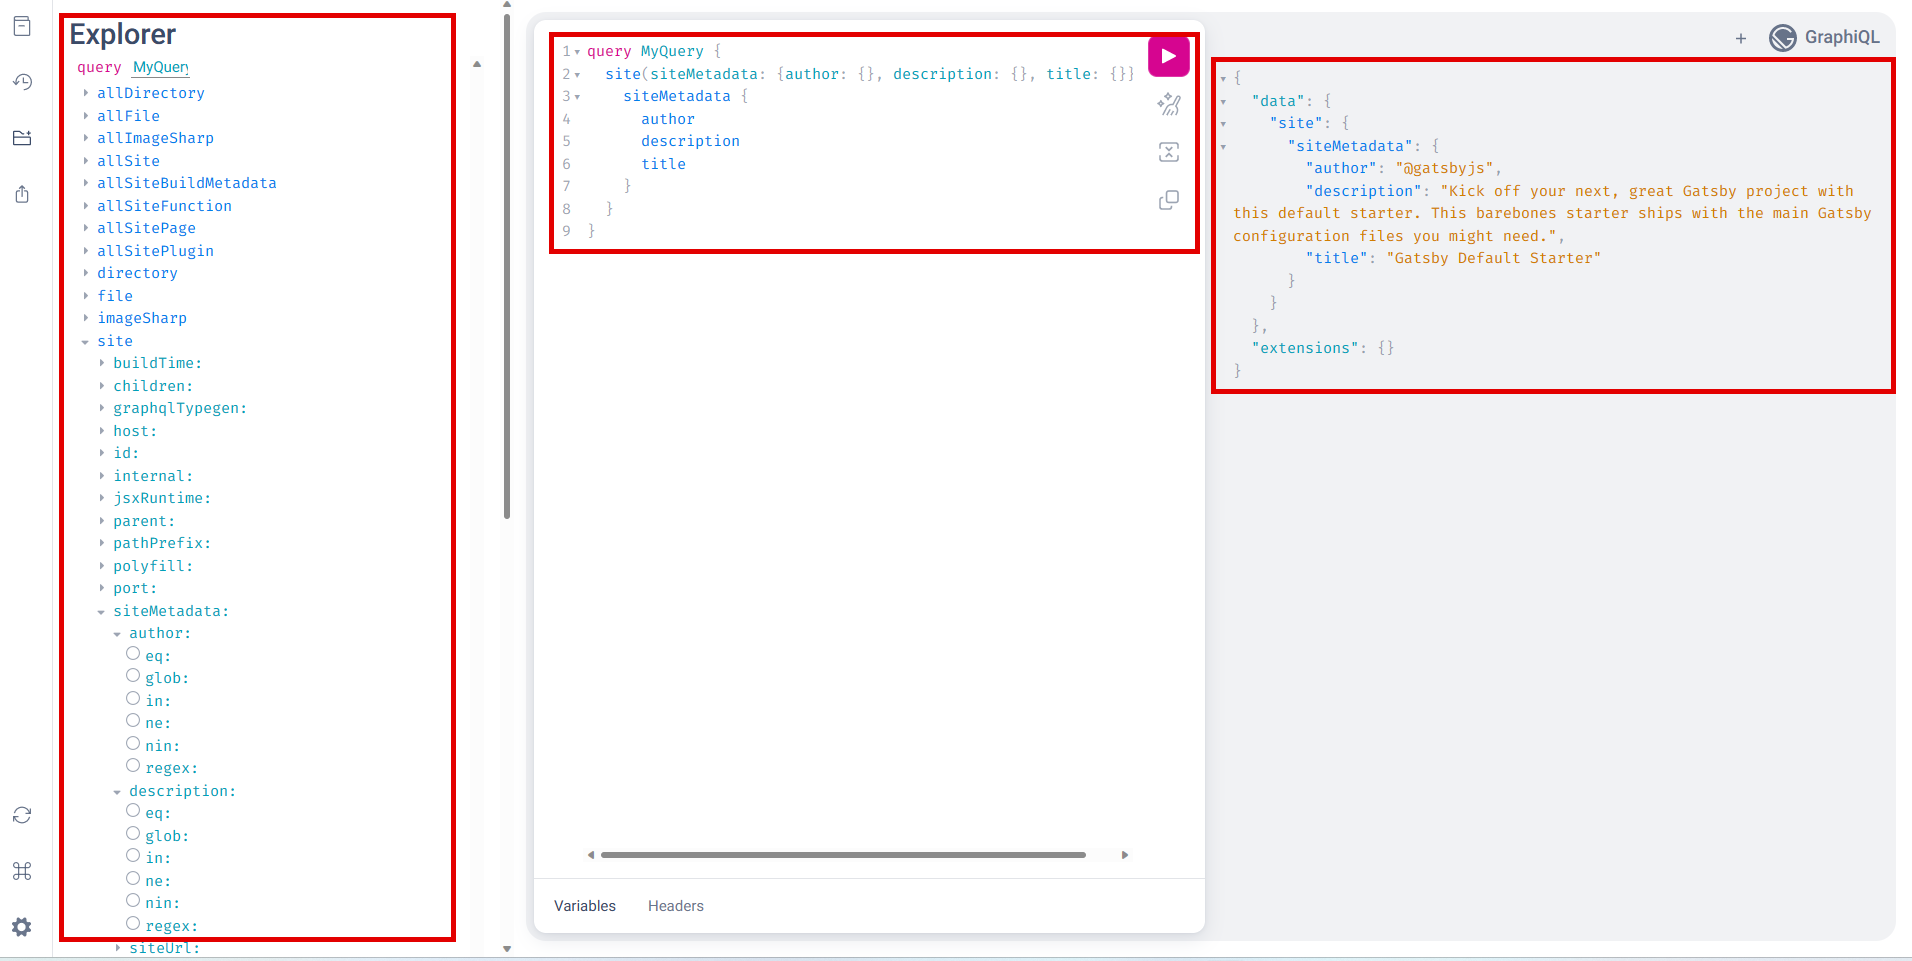 Explorer
query MyQuery
allDirectory
allFile
allImageSharp
allSite
allSiteBuildMetadata
allSiteFunction
allSitePage
allSitePlugin
directory
file
imageSharp
site
buildTime:
children:
graphqlTypegen:
host:
id:
internal:
jsxRuntime:
parent:
pathPrefix:
polyfill:
port:
siteMetadata:
author:
eq:
glob:
in:
ne:
nin:
regex:
description:
eq:
glob:
in:
ne:
nin:
regex:
siteUrl:
1 query MyQuery {
2 site(siteMetadata: {author: {}, description: {}, title: {}}
3 siteMetadata {
4 author
5 description
6 title
7 }
8 }
9 }
Variables Headers
+ GraphiQL
{
"data": {
"site": {
"siteMetadata": {
"author": "@gatsbyjs",
"description": "Kick off your next, great Gatsby project with
this default starter. This barebones starter ships with the main Gatsby
configuration files you might need.",
"title": "Gatsby Default Starter"
}
}
},
"extensions": {}
}